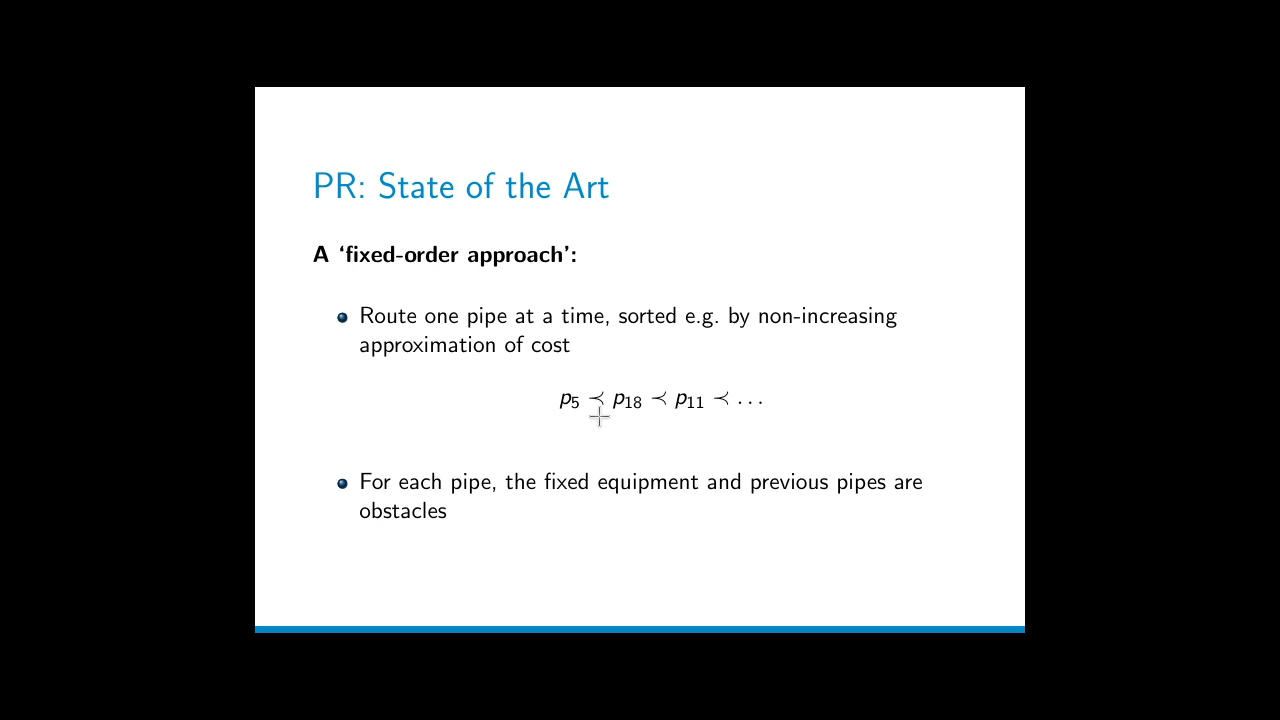 PR: State of the Art
A ‘fixed-order approach’:
Route one pipe at a time, sorted e.g. by non-increasing
approximation of cost
p5 ≺ p18 ≺ p11 ≺ . . .
For each pipe, the fixed equipment and previous pipes are
obstacles